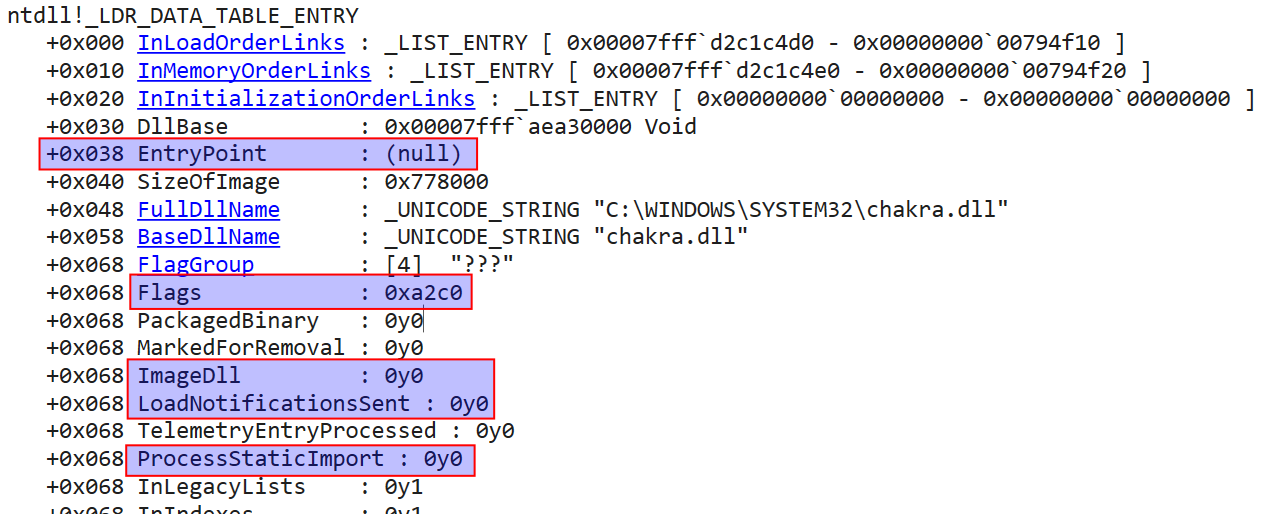 ntdll!_LDR_DATA_TABLE_ENTRY
+0x000 InLoadOrderLinks : _LIST_ENTRY [ 0x00007fff`d2c1c4d0 - 0x00000000`00794f10 ]
+0x010 InMemoryOrderLinks : _LIST_ENTRY [ 0x00007fff`d2c1c4e0 - 0x00000000`00794f20 ]
+0x020 InInitializationOrderLinks : _LIST_ENTRY [ 0x00000000`00000000 - 0x00000000`00000000 ]
+0x030 DllBase : 0x00007fff`aea30000 Void
+0x038 EntryPoint : (null)
+0x040 SizeOfImage : 0x778000
+0x048 FullDllName : _UNICODE_STRING "C:\WINDOWS\SYSTEM32\chakra.dll"
+0x058 BaseDllName : _UNICODE_STRING "chakra.dll"
+0x068 FlagGroup : [4] "???"
+0x068 Flags : 0xa2c0
+0x068 PackagedBinary : 0y0
+0x068 MarkedForRemoval : 0y0
+0x068 ImageDll : 0y0
+0x068 LoadNotificationsSent : 0y0
+0x068 TelemetryEntryProcessed : 0y0
+0x068 ProcessStaticImport : 0y0
+0x068 InLegacyLists : 0y1
+0x068 InIndexes : 0y1